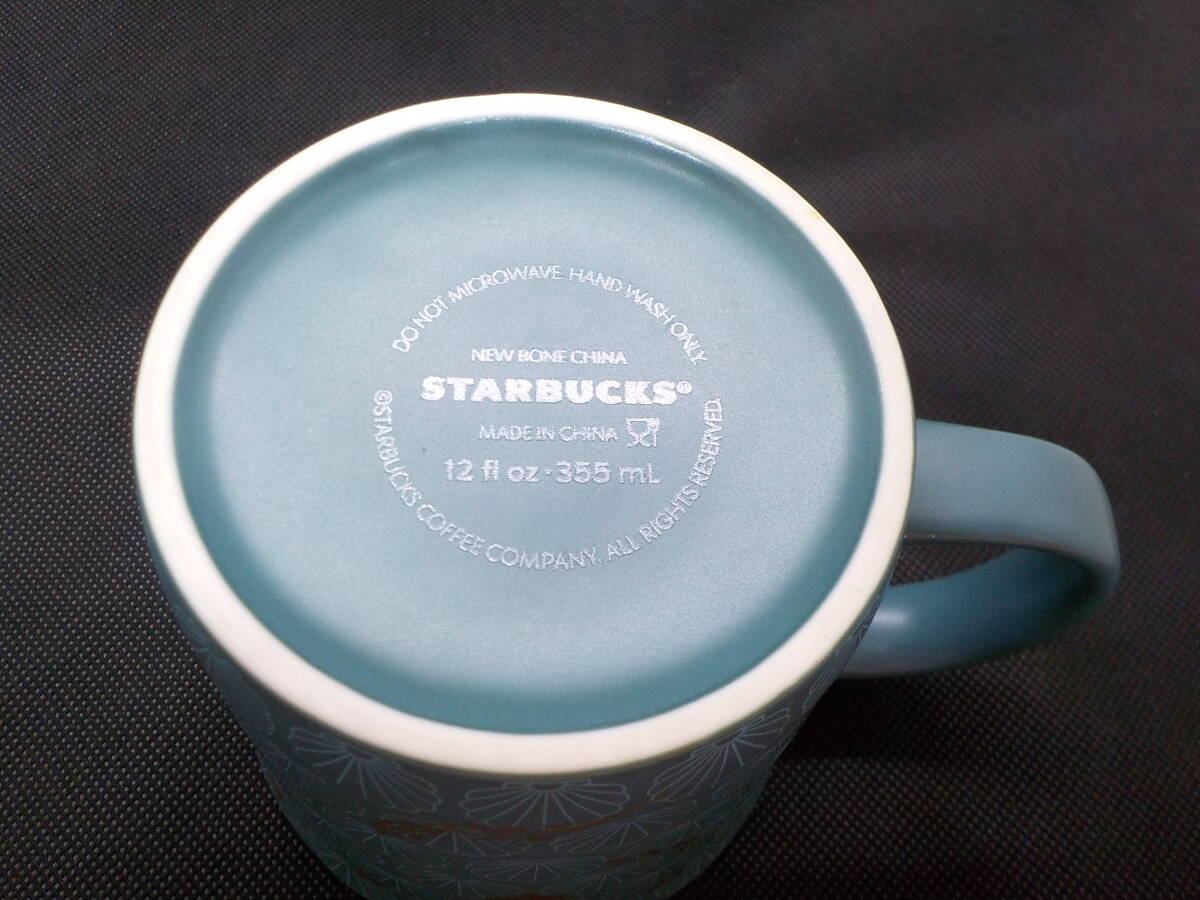 DO NOT MICROWAVE. HAND WASH ONLY.
NEW BONE CHINA
STARBUCKS®
MADE IN CHINA
12 fl oz · 355 mL
©STARBUCKS COFFEE COMPANY. ALL RIGHTS RESERVED.